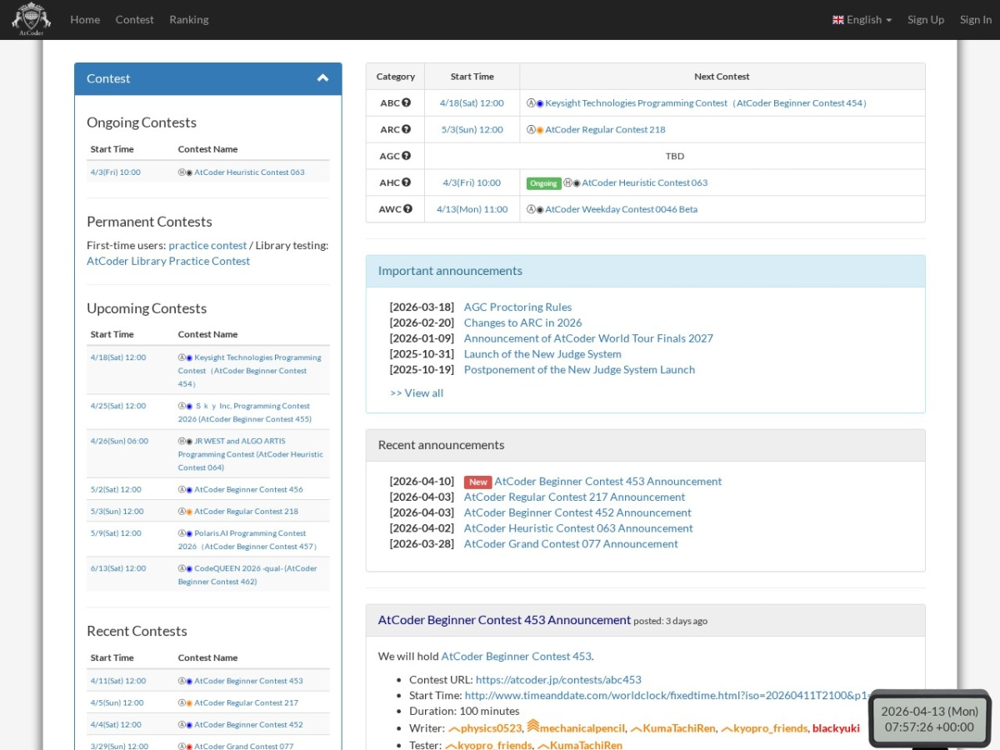 AtCoder
Home Contest Ranking
English Sign Up Sign In
Contest
Ongoing Contests
Start Time Contest Name
4/3(Fri) 10:00 Ⓗ◉ AtCoder Heuristic Contest 063
Permanent Contests
First-time users: practice contest / Library testing:
AtCoder Library Practice Contest
Upcoming Contests
Start Time Contest Name
4/18(Sat) 12:00 Ⓐ◉ Keysight Technologies Programming
Contest（AtCoder Beginner Contest
454）
4/25(Sat) 12:00 Ⓐ◉ Ｓｋｙ Inc, Programming Contest
2026 (AtCoder Beginner Contest 455)
4/26(Sun) 06:00 Ⓗ◉ JR WEST and ALGO ARTIS
Programming Contest (AtCoder Heuristic
Contest 064)
5/2(Sat) 12:00 Ⓐ◉ AtCoder Beginner Contest 456
5/3(Sun) 12:00 Ⓐ◉ AtCoder Regular Contest 218
5/9(Sat) 12:00 Ⓐ◉ Polaris.AI Programming Contest
2026（AtCoder Beginner Contest 457）
6/13(Sat) 12:00 Ⓐ◉ CodeQUEEN 2026 -qual- (AtCoder
Beginner Contest 462)
Recent Contests
Start Time Contest Name
4/11(Sat) 12:00 Ⓐ◉ AtCoder Beginner Contest 453
4/5(Sun) 12:00 Ⓐ◉ AtCoder Regular Contest 217
4/4(Sat) 12:00 Ⓐ◉ AtCoder Beginner Contest 452
3/29(Sun) 12:00 Ⓐ◉ AtCoder Grand Contest 077
Category Start Time Next Contest
ABC 4/18(Sat) 12:00 Ⓐ◉ Keysight Technologies Programming Contest（AtCoder Beginner Contest 454）
ARC 5/3(Sun) 12:00 Ⓐ◉ AtCoder Regular Contest 218
AGC TBD
AHC 4/3(Fri) 10:00 Ongoing Ⓗ◉ AtCoder Heuristic Contest 063
AWC 4/13(Mon) 11:00 Ⓐ◉ AtCoder Weekday Contest 0046 Beta
Important announcements
[2026-03-18] AGC Proctoring Rules
[2026-02-20] Changes to ARC in 2026
[2026-01-09] Announcement of AtCoder World Tour Finals 2027
[2025-10-31] Launch of the New Judge System
[2025-10-19] Postponement of the New Judge System Launch
>> View all
Recent announcements
[2026-04-10] New AtCoder Beginner Contest 453 Announcement
[2026-04-03] AtCoder Regular Contest 217 Announcement
[2026-04-03] AtCoder Beginner Contest 452 Announcement
[2026-04-02] AtCoder Heuristic Contest 063 Announcement
[2026-03-28] AtCoder Grand Contest 077 Announcement
AtCoder Beginner Contest 453 Announcement posted: 3 days ago
We will hold AtCoder Beginner Contest 453.
Contest URL: https://atcoder.jp/contests/abc453
Start Time: http://www.timeanddate.com/worldclock/fixedtime.html?iso=20260411T2100&p1=
Duration: 100 minutes
Writer: physics0523, mechanicalpencil, KumaTachiRen, kyopro_friends, blackyuki
Tester: kyopro_friends, KumaTachiRen
2026-04-13 (Mon)
07:57:26 +00:00